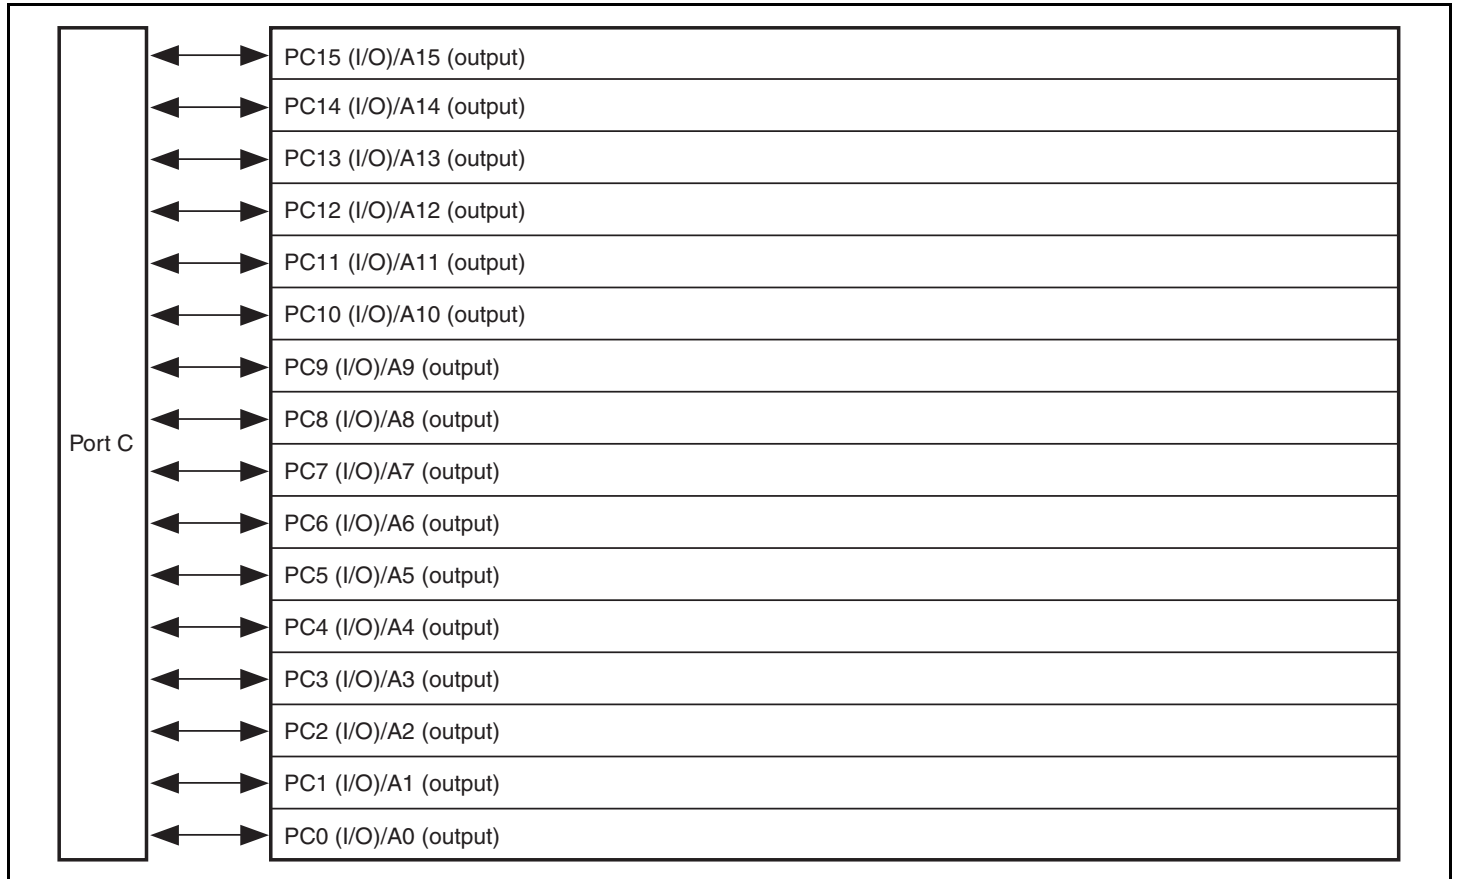 PC15 (I/O)/A15 (output)
PC14 (I/O)/A14 (output)
PC13 (I/O)/A13 (output)
PC12 (I/O)/A12 (output)
PC11 (I/O)/A11 (output)
PC10 (I/O)/A10 (output)
PC9 (I/O)/A9 (output)
PC8 (I/O)/A8 (output)
Port C
PC7 (I/O)/A7 (output)
PC6 (I/O)/A6 (output)
PC5 (I/O)/A5 (output)
PC4 (I/O)/A4 (output)
PC3 (I/O)/A3 (output)
PC2 (I/O)/A2 (output)
PC1 (I/O)/A1 (output)
PC0 (I/O)/A0 (output)